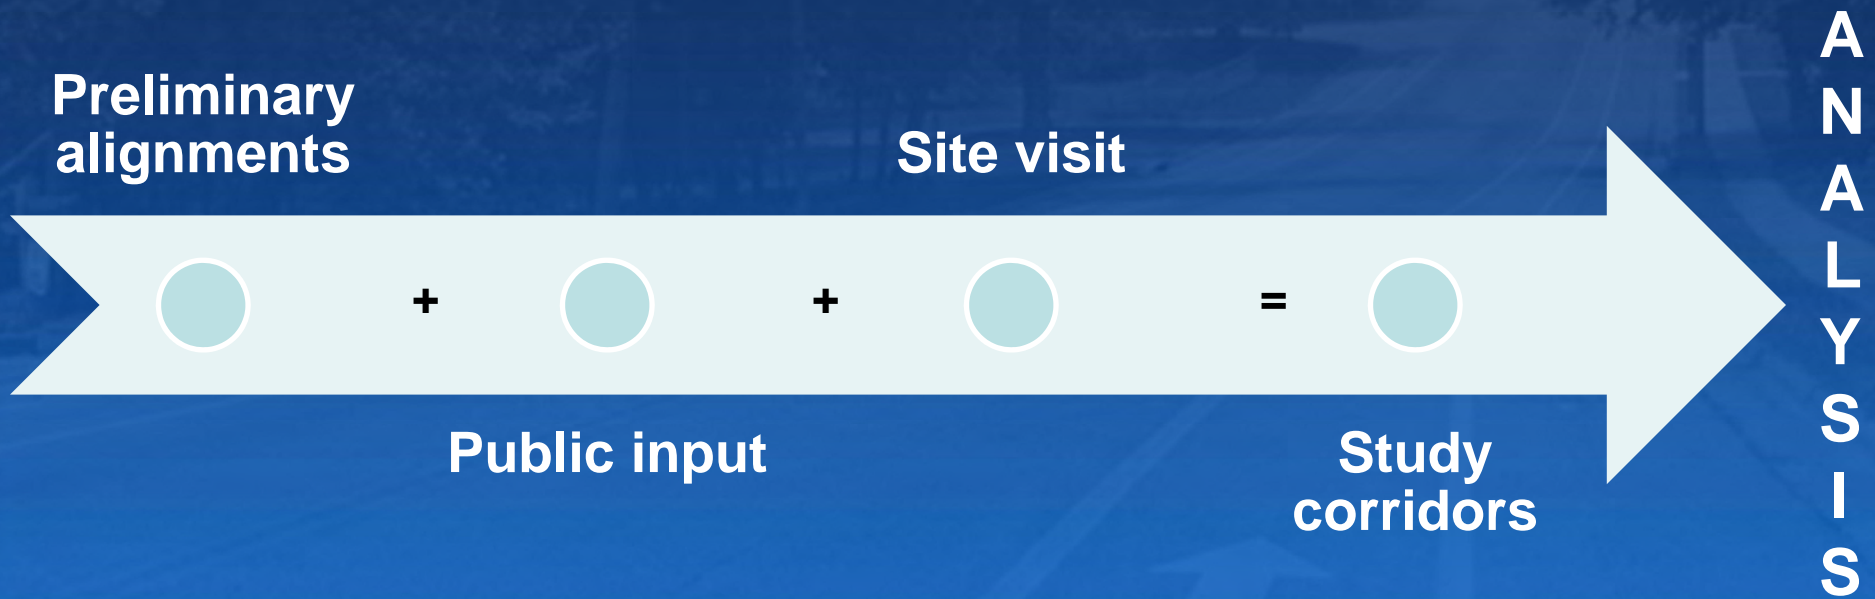 Preliminary
alignments
+
Public input
+
Site visit
=
Study
corridors
A
N
A
L
Y
S
I
S